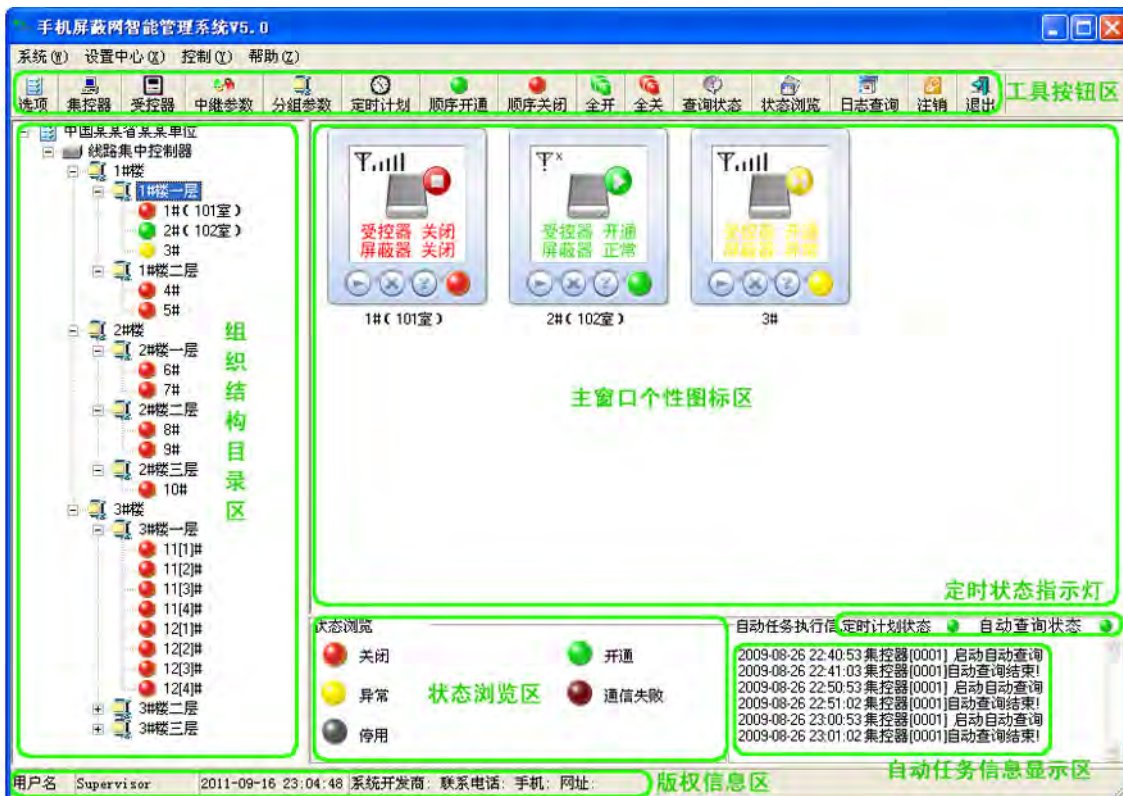 手机屏蔽网智能管理系统V5.0
系统(W) 设置中心(X) 控制(Y) 帮助(Z)
选项 集控器 受控器 中继参数 分组参数 定时计划 顺序开通 顺序关闭 全开 全关 查询状态 状态浏览 日志查询 注销 退出
工具按钮区
中国某某省某某单位
线路集中控制器
1#楼
1#楼一层
1#(101室)
2#(102室)
3#
1#楼二层
4#
5#
2#楼
2#楼一层
6#
7#
2#楼二层
8#
9#
2#楼三层
10#
3#楼
3#楼一层
11[1]#
11[2]#
11[3]#
11[4]#
12[1]#
12[2]#
12[3]#
12[4]#
3#楼二层
3#楼三层
组织结构目录区
受控器 关闭
屏蔽器 关闭
1#(101室)
受控器 开通
屏蔽器 正常
2#(102室)
受控器 开通
屏蔽器 异常
3#
主窗口个性图标区
定时状态指示灯
状态浏览
关闭 开通
异常 通信失败
停用
状态浏览区
自动任务执行信 定时计划状态 自动查询状态
2009-08-26 22:40:53 集控器[0001] 启动自动查询
2009-08-26 22:41:03 集控器[0001]自动查询结束!
2009-08-26 22:50:53 集控器[0001] 启动自动查询
2009-08-26 22:51:02 集控器[0001]自动查询结束!
2009-08-26 23:00:53 集控器[0001] 启动自动查询
2009-08-26 23:01:02 集控器[0001]自动查询结束!
自动任务信息显示区
用户名 Supervisor 2011-09-16 23:04:48 系统开发商: 联系电话: 手机: 网址:
版权信息区